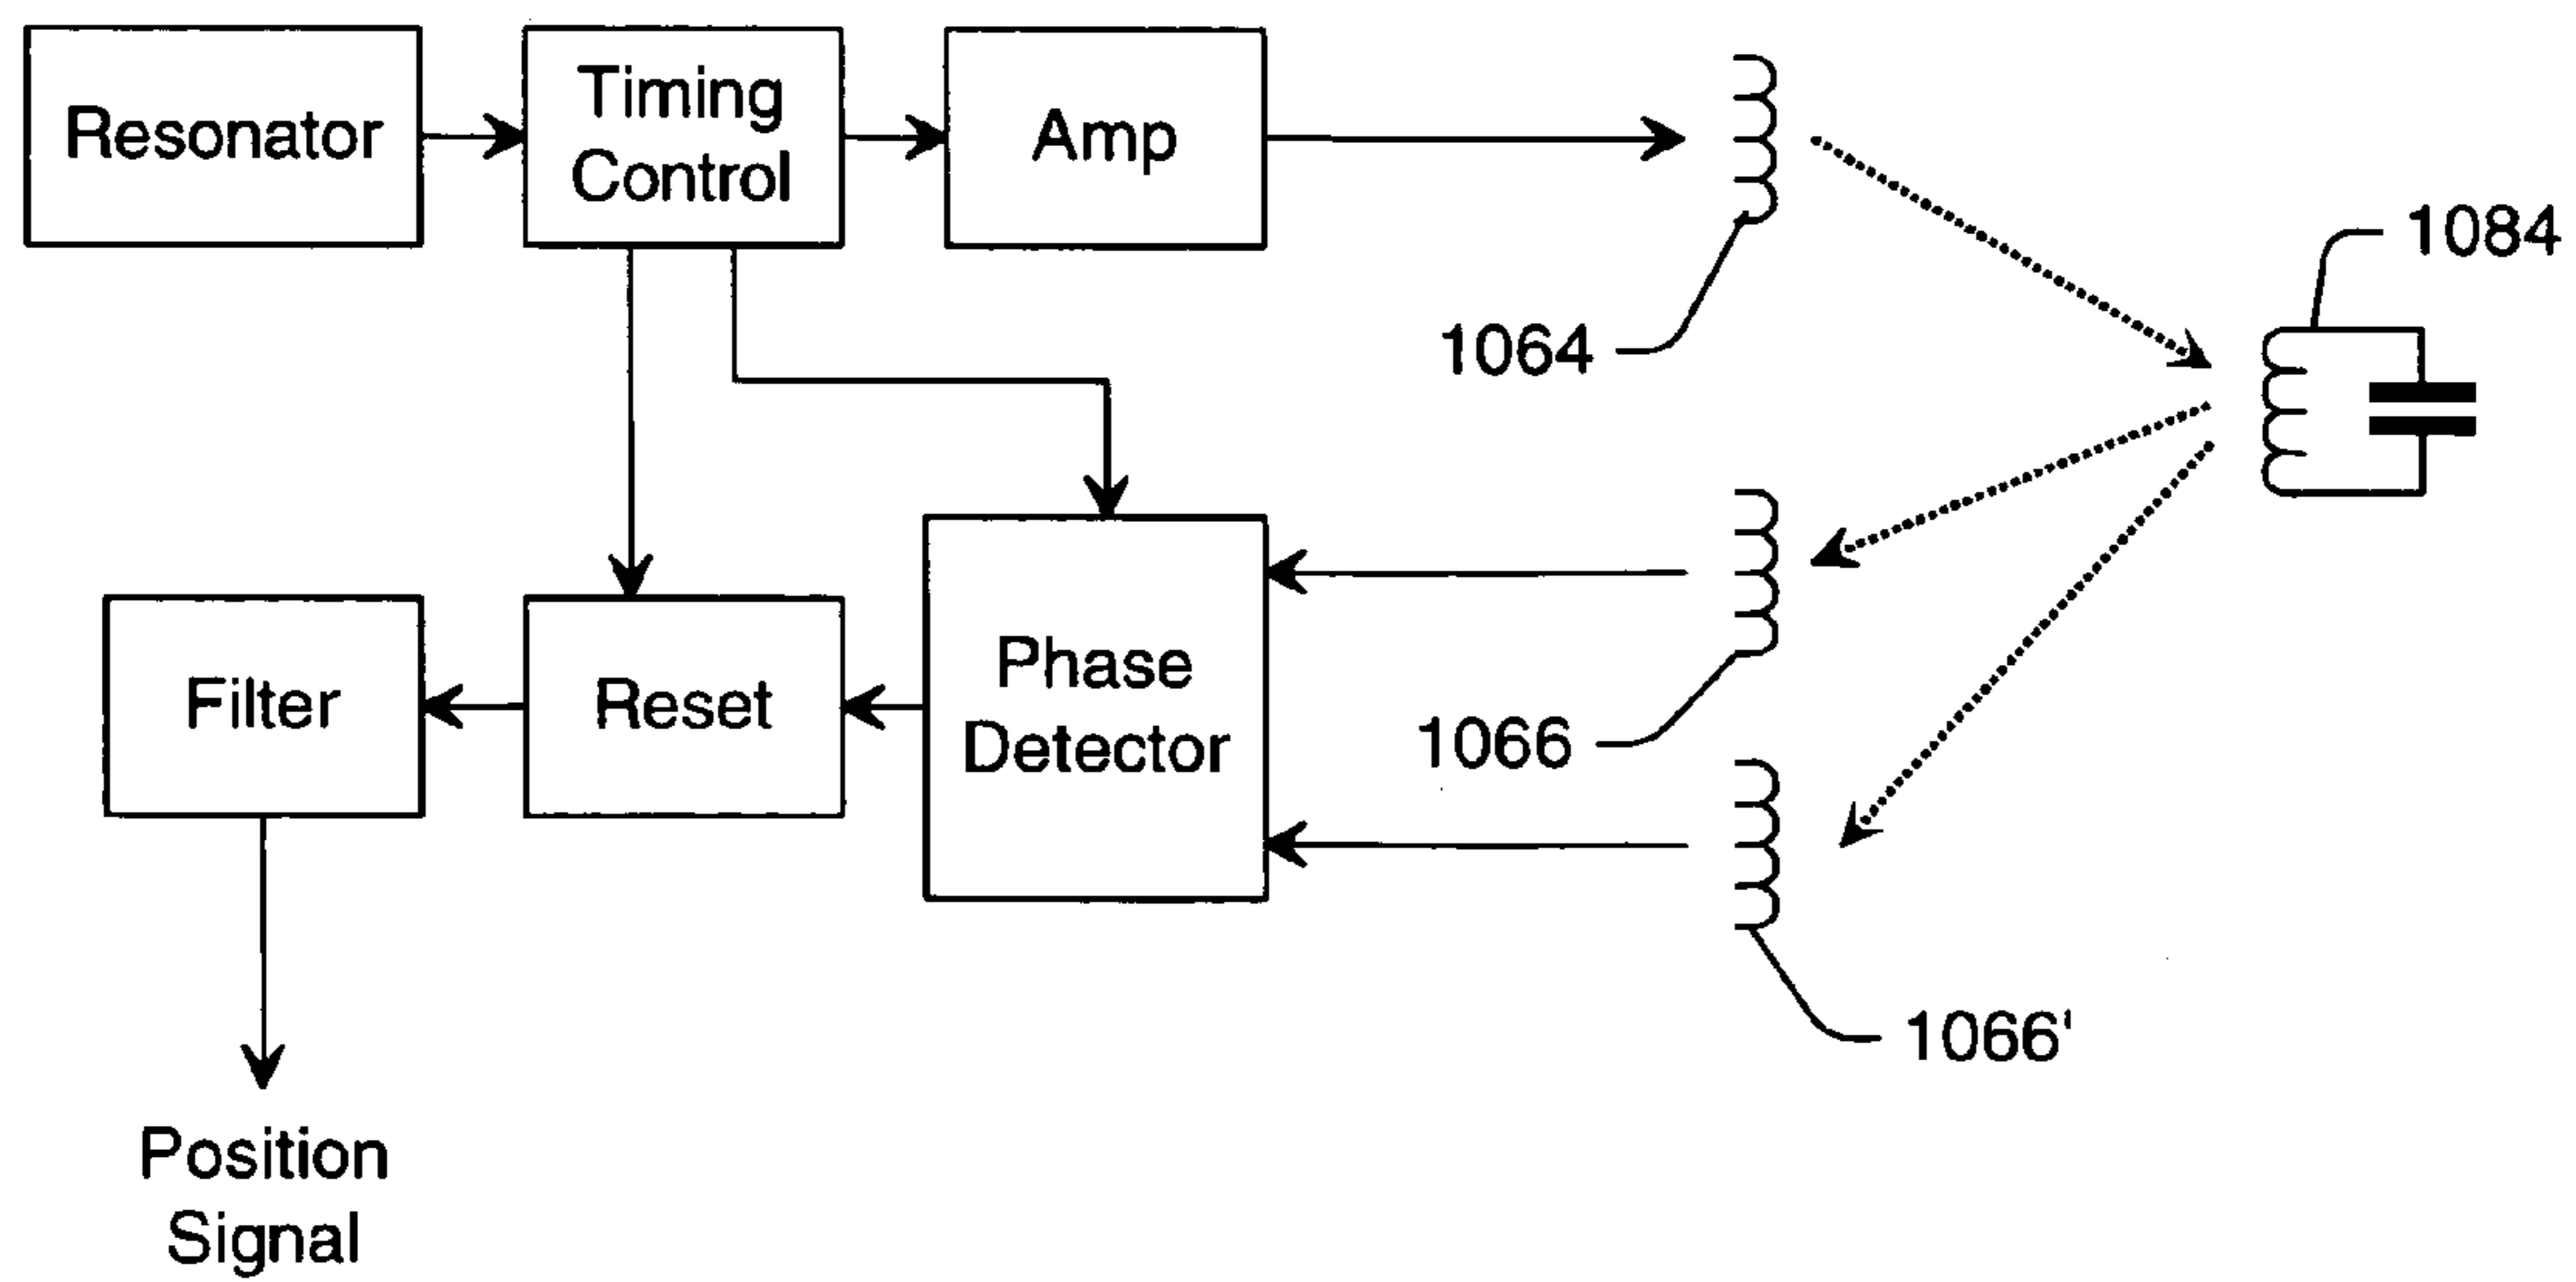 Resonator
Timing
Control
Amp
1084
1064
Filter
Reset
Phase
Detector
1066
1066'
Position
Signal